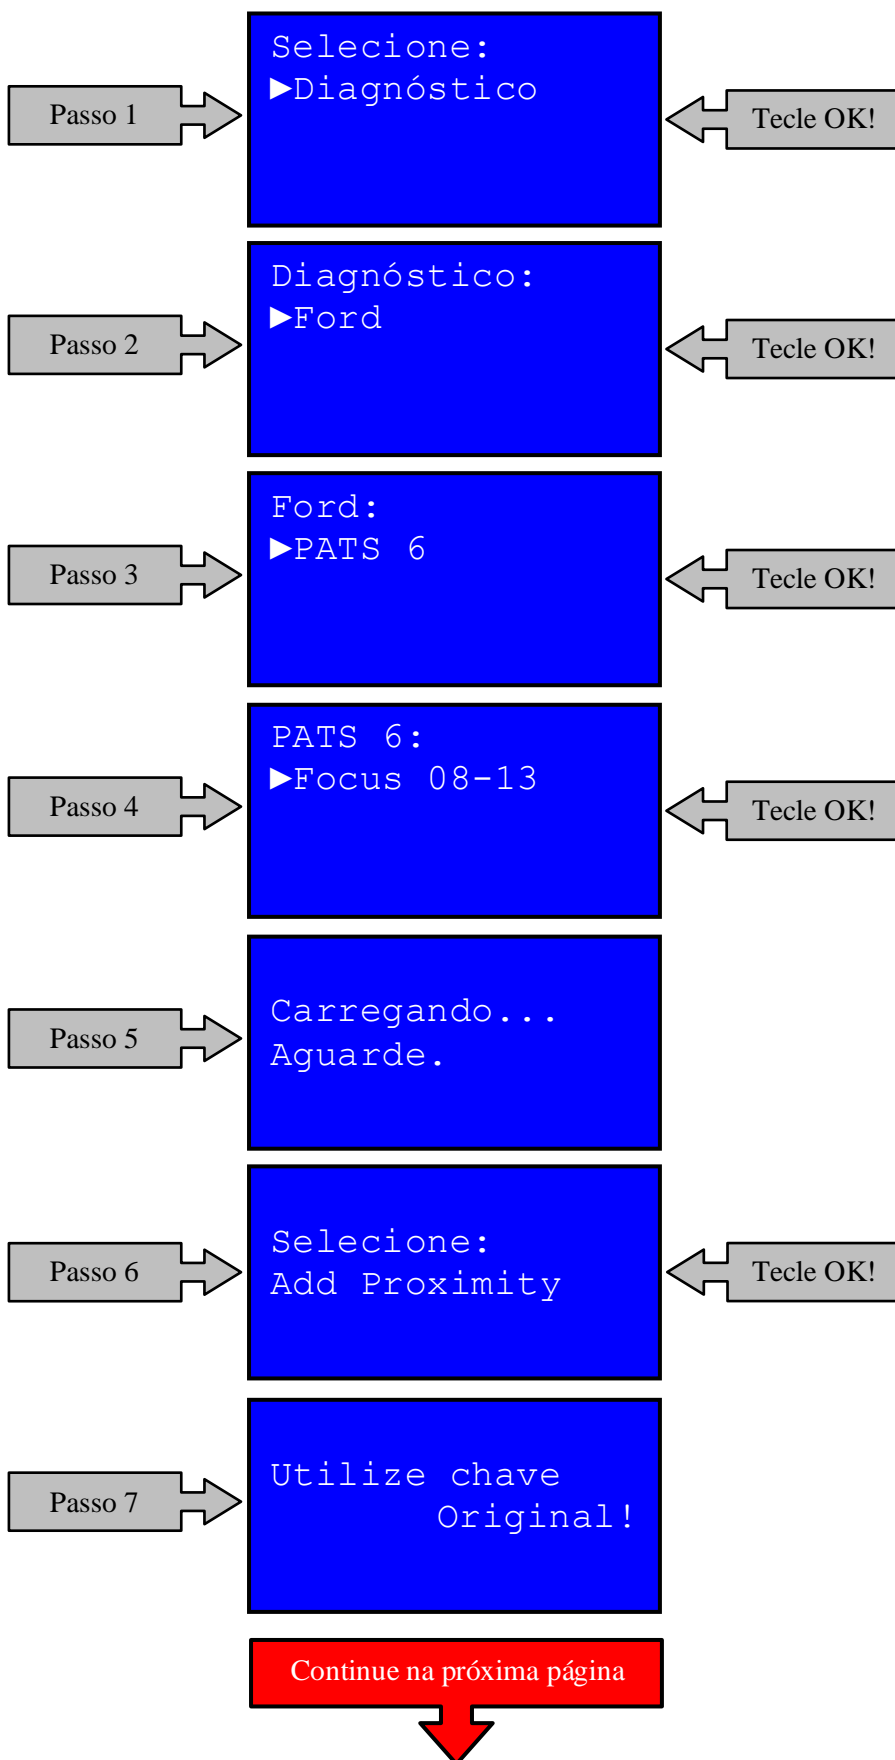 Selecione:
►Diagnóstico
Passo 1
Tecle OK!
Diagnóstico:
►Ford
Passo 2
Tecle OK!
Ford:
►PATS 6
Passo 3
Tecle OK!
PATS 6:
►Focus 08-13
Passo 4
Tecle OK!
Carregando...
Aguarde.
Passo 5
Selecione:
Add Proximity
Passo 6
Tecle OK!
Utilize chave
Original!
Passo 7
Continue na próxima página